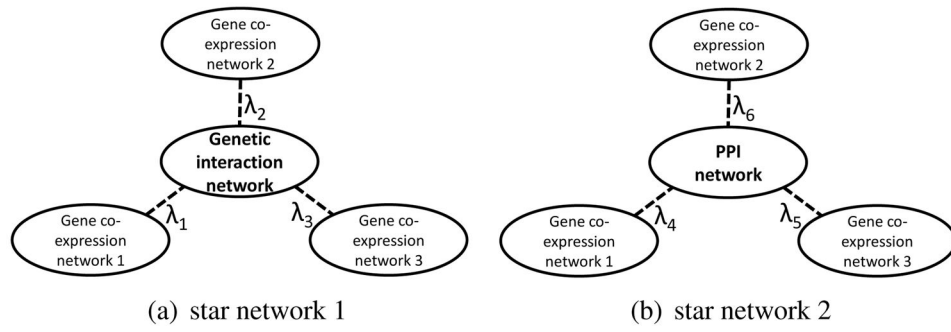 Gene co-
expression
network 2
λ2
Genetic
interaction
network
λ1
λ3
Gene co-
expression
network 1
Gene co-
expression
network 3
(a) star network 1
Gene co-
expression
network 2
λ6
PPI
network
λ4
λ5
Gene co-
expression
network 1
Gene co-
expression
network 3
(b) star network 2